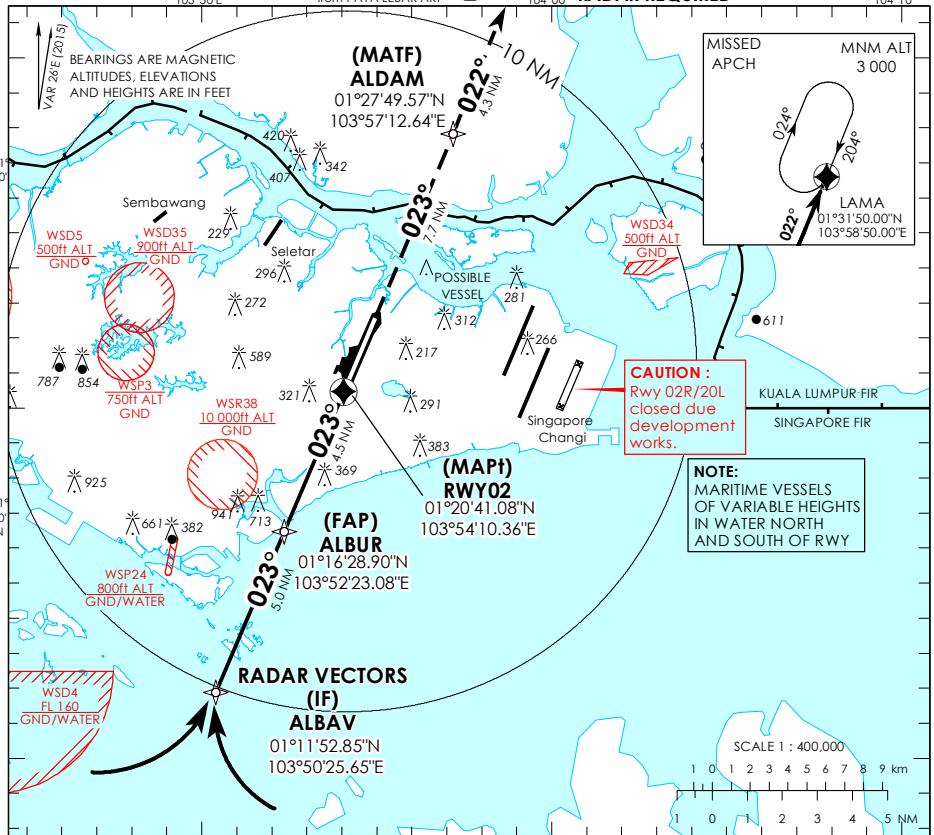 RADAR REQUIRED
VAR 26'E (2015)
BEARINGS ARE MAGNETIC
ALTITUDES, ELEVATIONS
AND HEIGHTS ARE IN FEET
(MATF)
ALDAM
01°27'49.57"N
103°57'12.64"E
022°
4.3 NM
10 NM
MISSED
APCH
MNM ALT
3 000
024°
204°
022°
LAMA
01°31'50.00"N
103°58'50.00"E
420
407
342
023°
7.7 NM
Sembawang
229
Seletar
296
WSD5
500ft ALT
GND
WSD35
900ft ALT
GND
WSD34
500ft ALT
GND
POSSIBLE
VESSEL
281
272
312
611
266
217
589
787
854
WSP3
750ft ALT
GND
321
291
CAUTION :
Rwy 02R/20L
closed due
development
works.
KUALA LUMPUR FIR
SINGAPORE FIR
WSR38
10 000ft ALT
GND
Singapore
Changi
023°
4.5 NM
383
369
(MAPt)
RWY02
01°20'41.08"N
103°54'10.36"E
NOTE:
MARITIME VESSELS
OF VARIABLE HEIGHTS
IN WATER NORTH
AND SOUTH OF RWY
925
941
713
661
382
(FAP)
ALBUR
01°16'28.90"N
103°52'23.08"E
WSP24
800ft ALT
GND/WATER
023°
5.0 NM
RADAR VECTORS
(IF)
ALBAV
01°11'52.85"N
103°50'25.65"E
WSD4
FL 160
GND/WATER
SCALE 1 : 400,000
1 0 1 2 3 4 5 6 7 8 9 km
1 0 1 2 3 4 5 NM